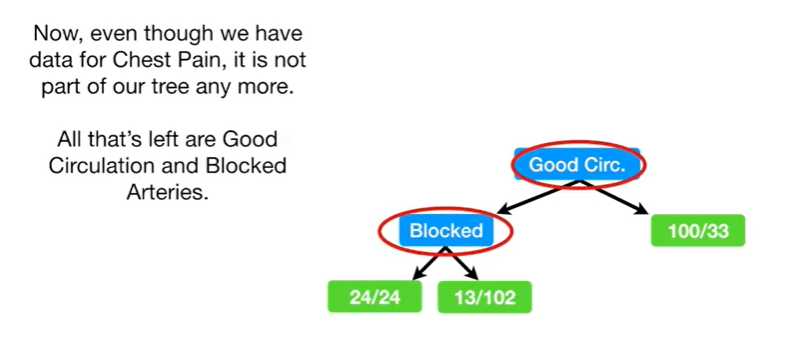 Now, even though we have
data for Chest Pain, it is not
part of our tree any more.
All that's left are Good
Circulation and Blocked
Arteries.
Good Circ.
Blocked
100/33
24/24
13/102